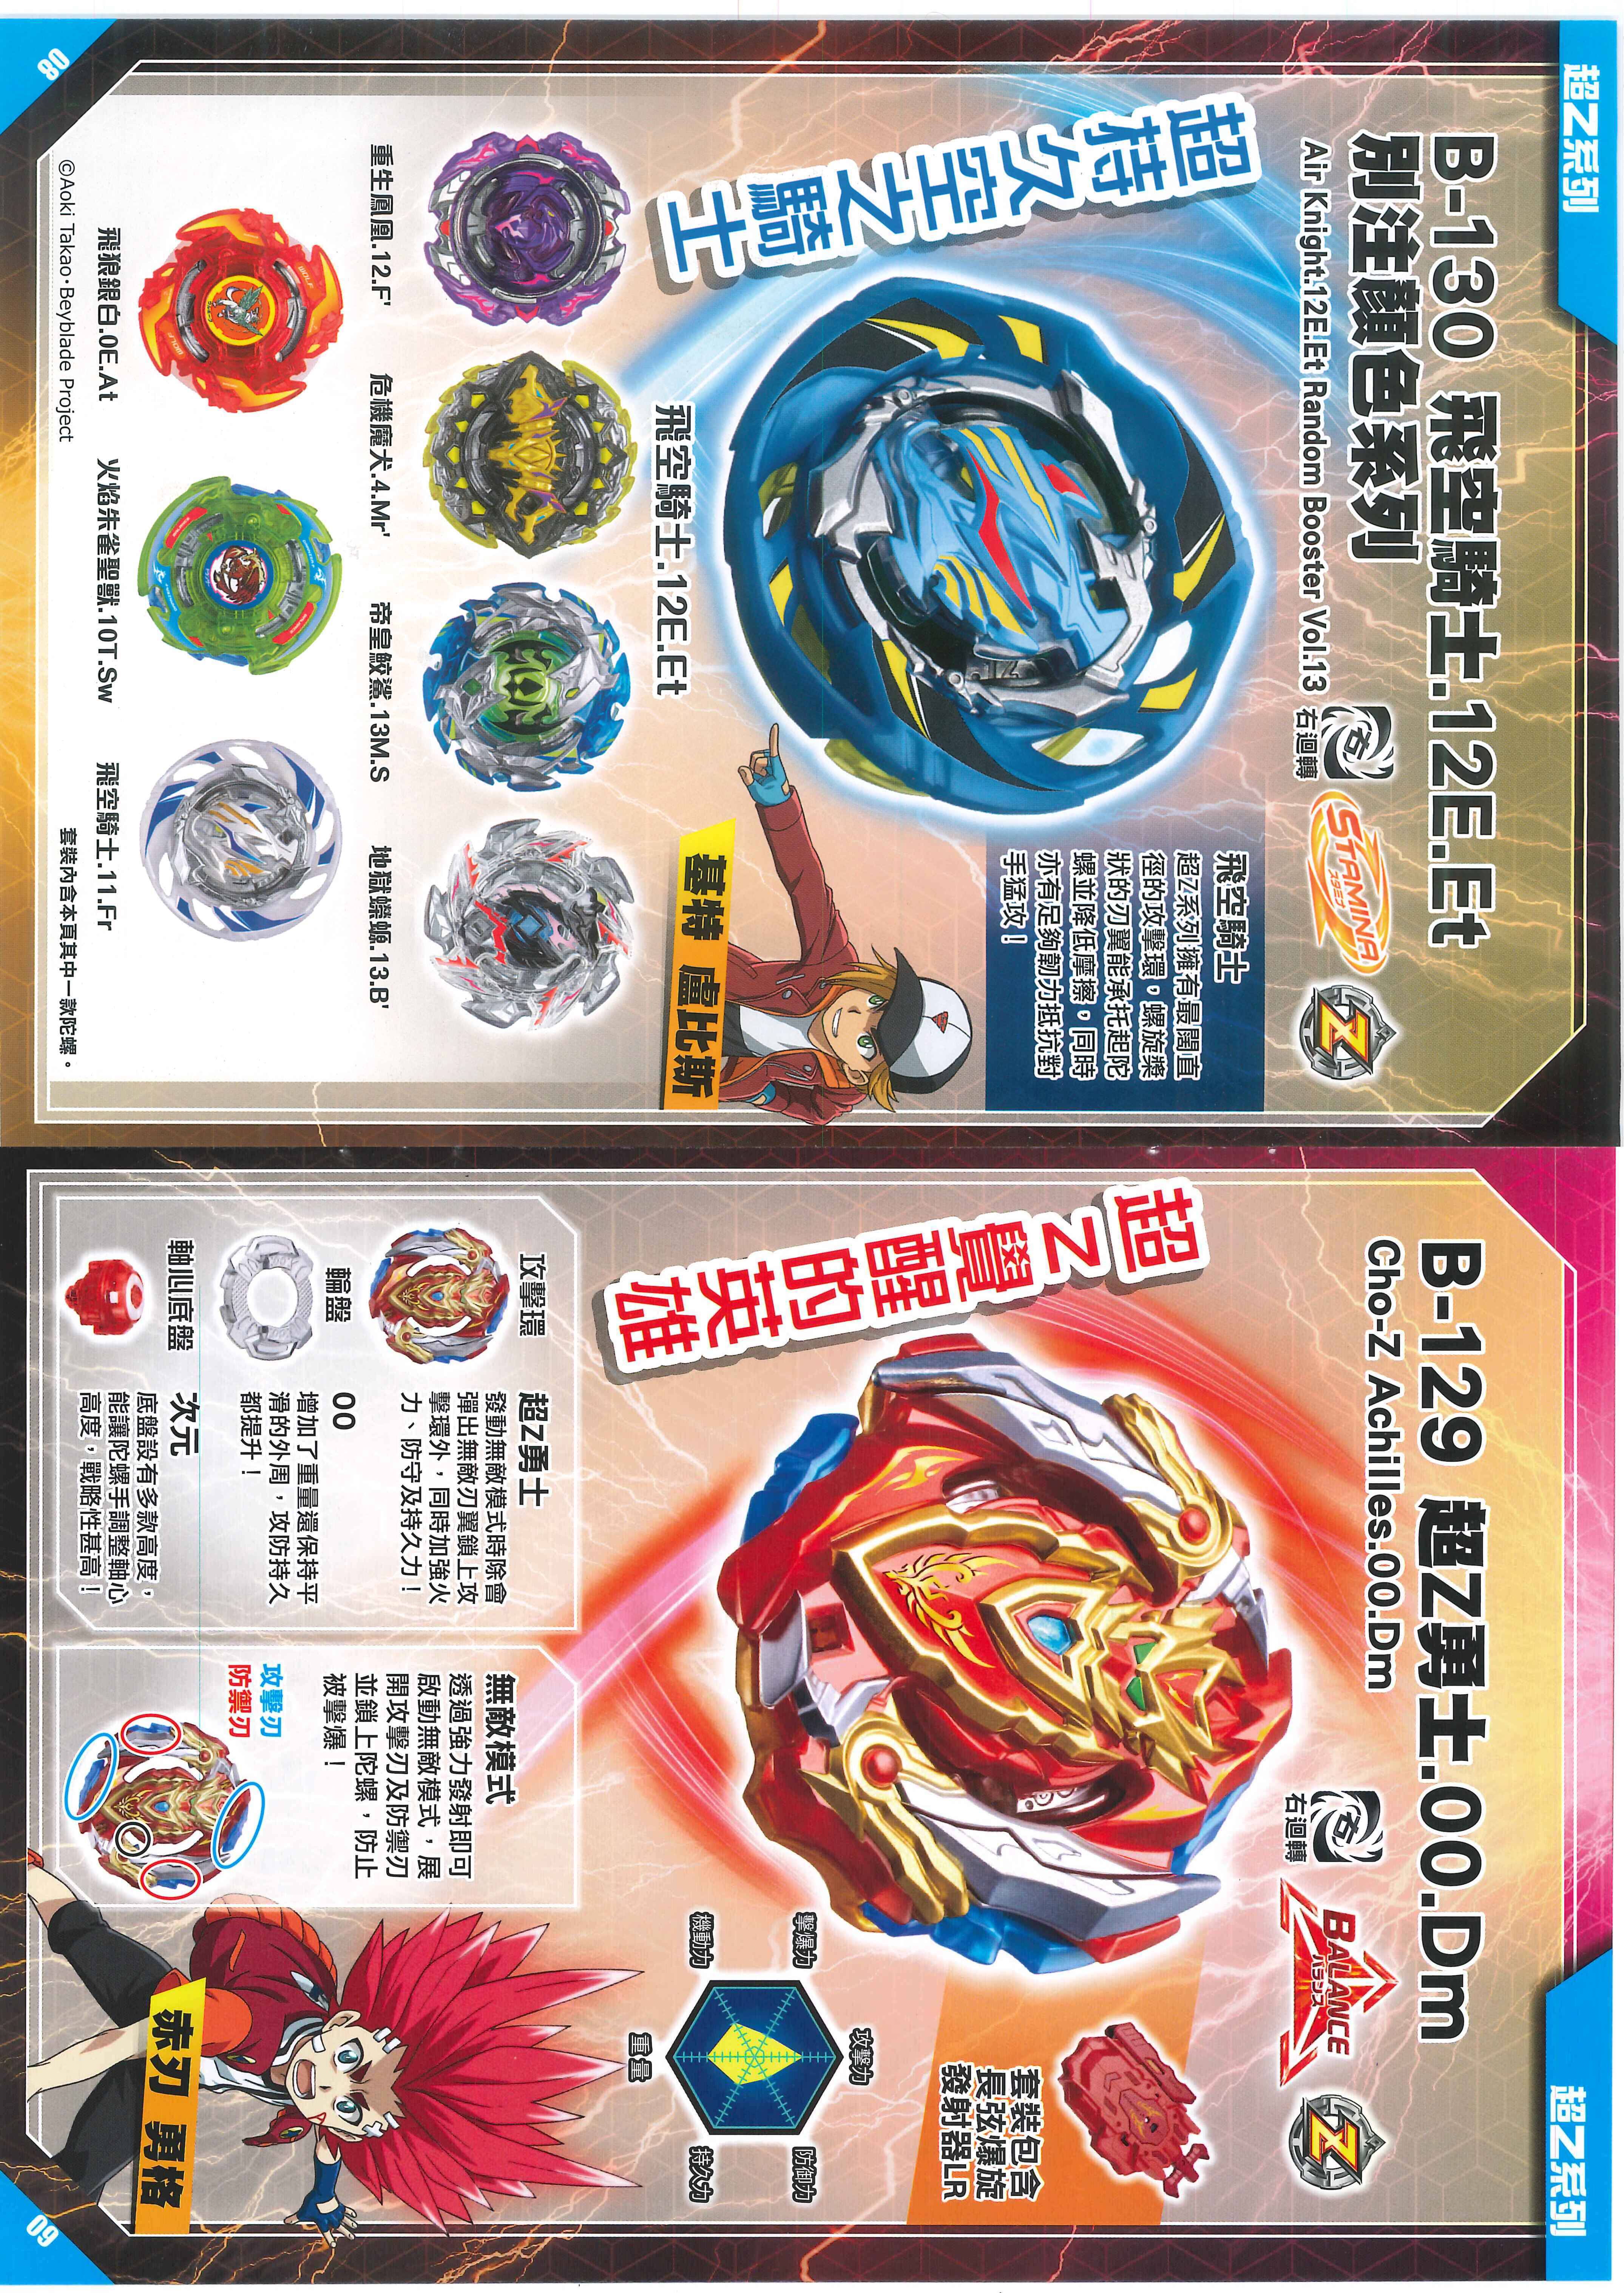 超Z系列
B-130 飛空騎士.12E.Et
別注顏色系列
Air Knight.12E.Et Random Booster Vol.13
右
右迴轉
STAMINA
スタミナ
Z
超持久空之騎士
飛空騎士
超Z系列擁有最闊直
徑的攻擊環，螺旋槳
狀的刃翼能承托起陀
螺並降低摩擦，同時
亦有足夠韌力抵抗對
手猛攻！
基特 盧比斯
飛空騎士.12E.Et
重生鳳凰.12.F'
危機魔犬.4.Mr'
帝皇鮫鯊.13M.S
地獄蠑螈.13.B'
WOLF
WOLF
飛狼銀白.0E.At
火焰朱雀聖獸.10T.Sw
飛空騎士.11.Fr
©Aoki Takao･Beyblade Project
套裝內含本頁其中一款陀螺。
08
超Z系列
B-129 超Z勇士.00.Dm
Cho-Z Achilles.00.Dm
右
右迴轉
BALANCE
バランス
Z
超Z覺醒的英雄
套裝包含
長弦爆旋
發射器LR
攻擊力
擊爆力
防御力
機動力
持久力
重量
攻擊環
超Z勇士
發動無敵模式時除會
彈出無敵刃翼鎖上攻
擊環外，同時加強火
力、防守及持久力！
輪盤
00
增加了重量還保持平
滑的外周，攻防持久
都提升！
軸心底盤
次元
底盤設有多款高度，
能讓陀螺手調整軸心
高度，戰略性甚高！
無敵模式
透過強力發射即可
啟動無敵模式，展
開攻擊刃及防禦刃
並鎖上陀螺，防止
被擊爆！
攻擊刃
防禦刃
赤刃 勇格
09